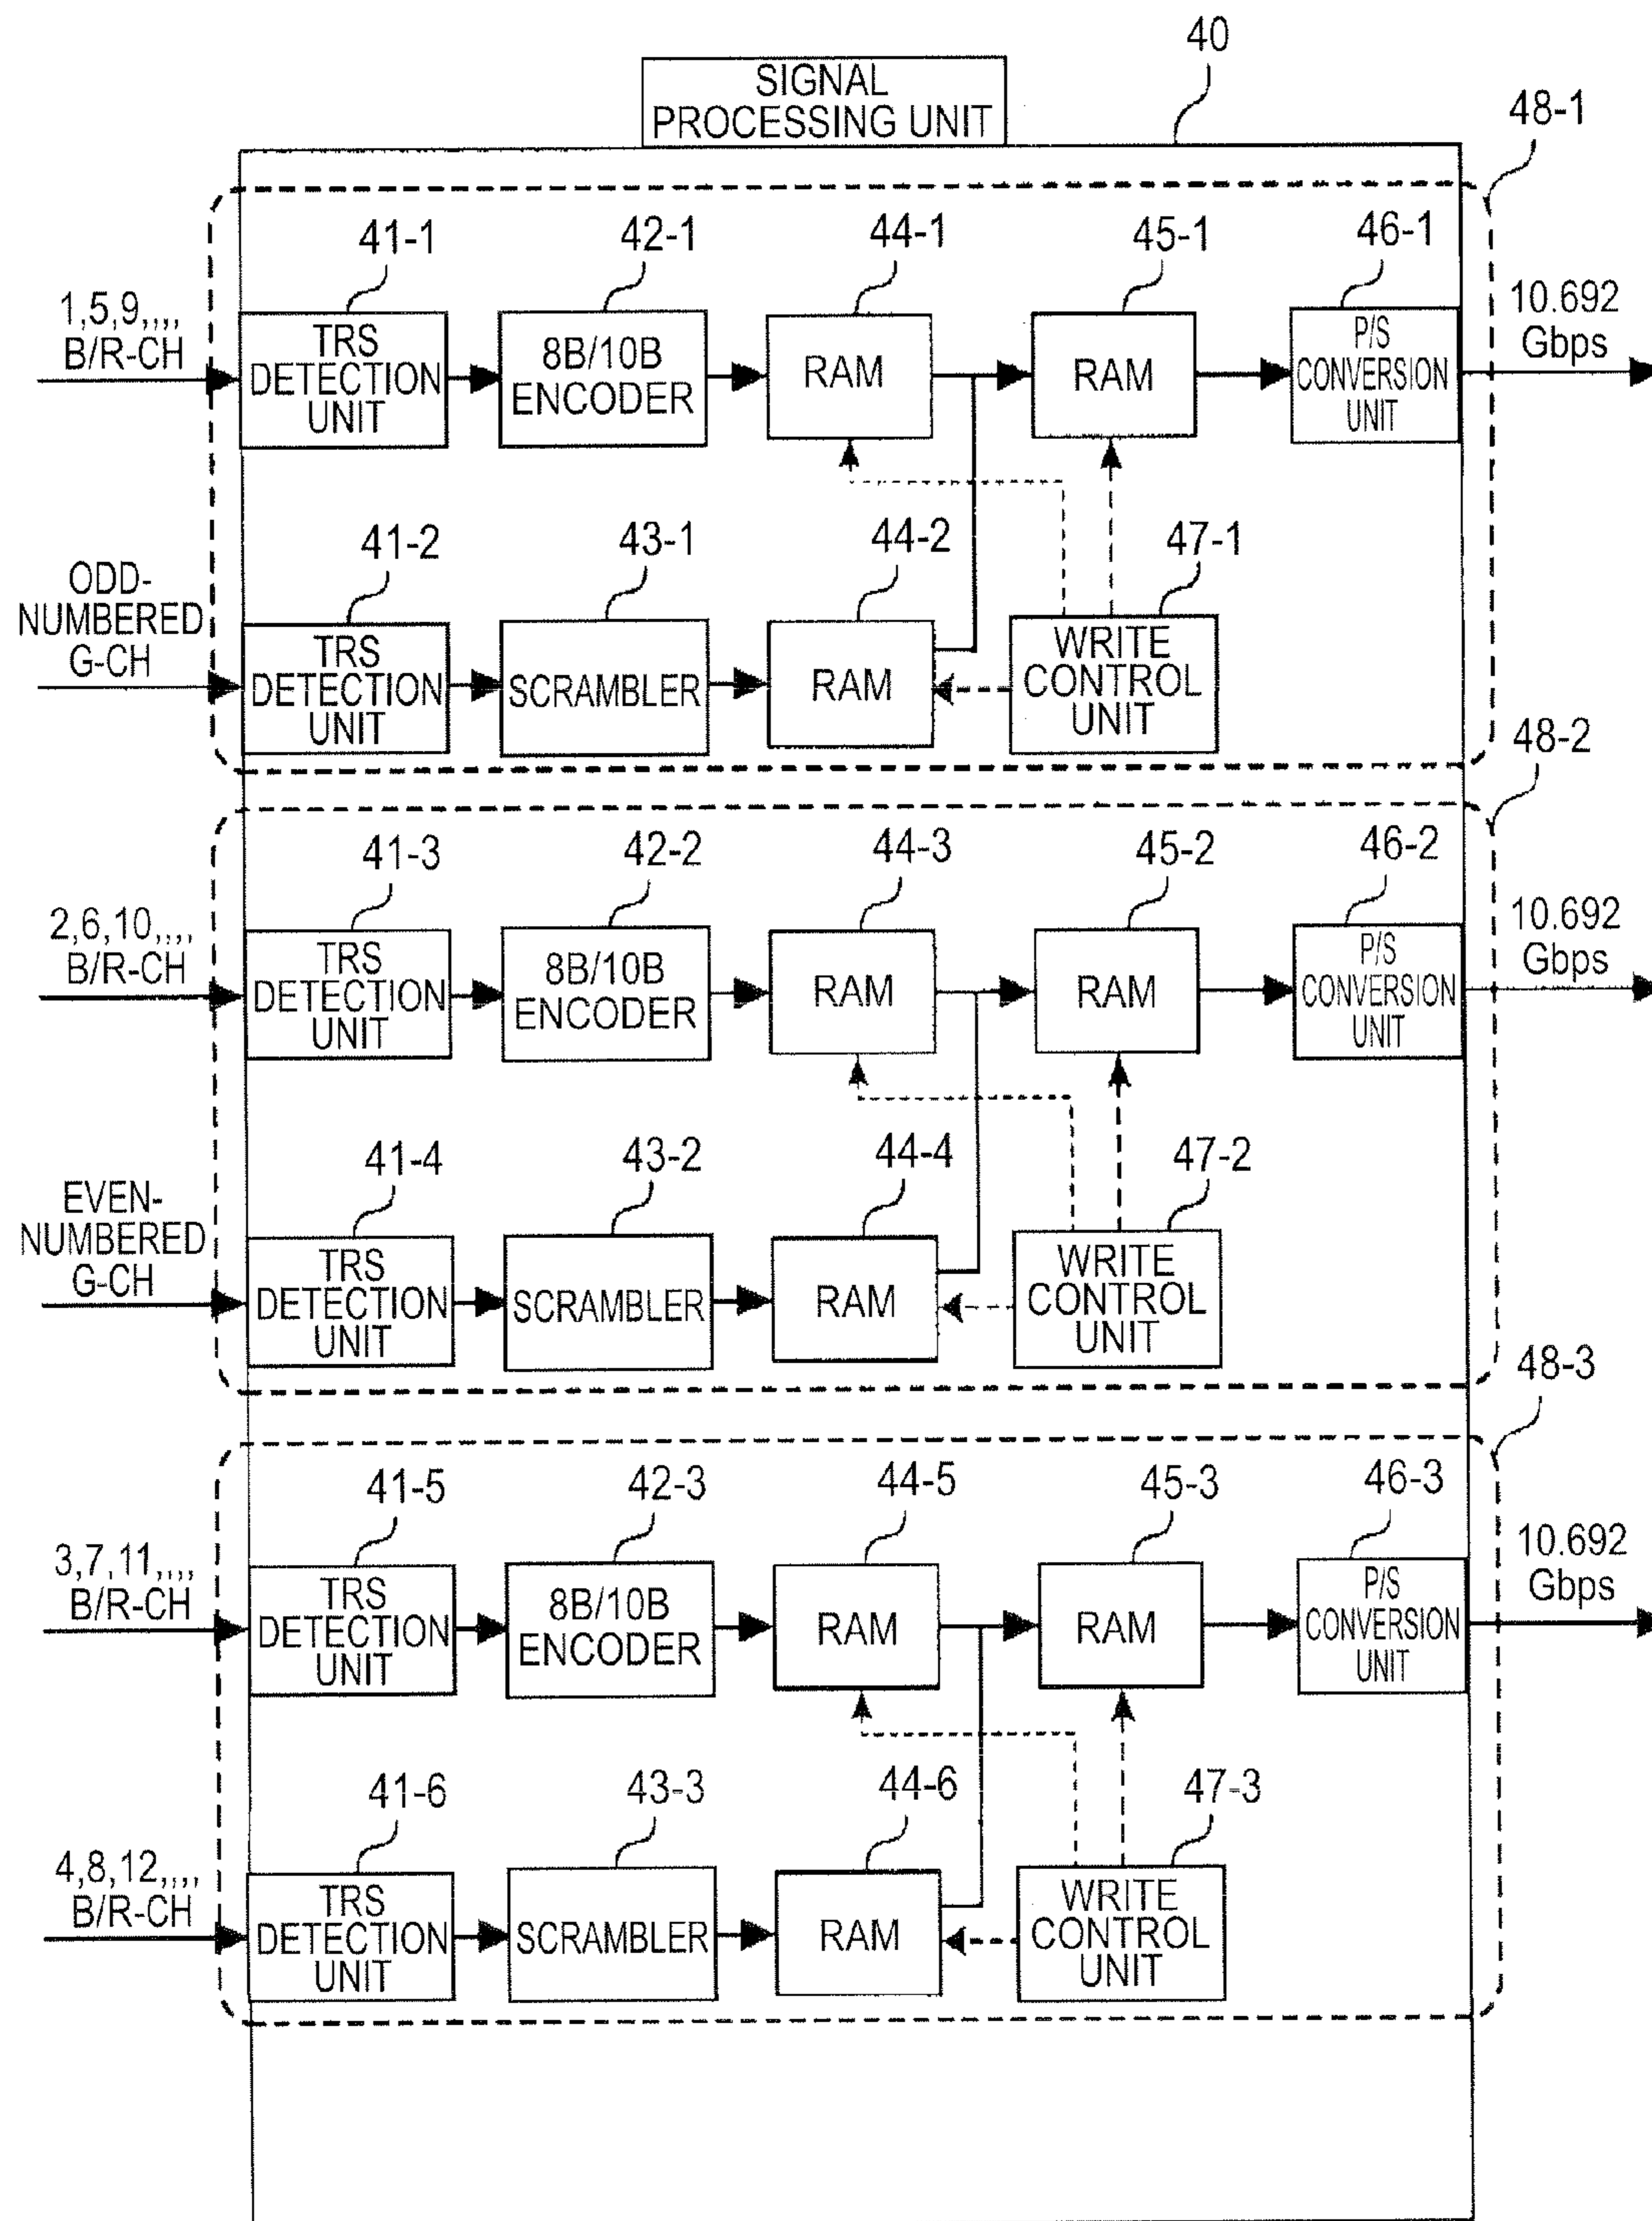 40
SIGNAL
PROCESSING UNIT
48-1
41-1
42-1
44-1
45-1
46-1
1,5,9,,,,
B/R-CH
TRS
DETECTION
UNIT
8B/10B
ENCODER
RAM
RAM
P/S
CONVERSION
UNIT
10.692
Gbps
41-2
43-1
44-2
47-1
ODD-
NUMBERED
G-CH
TRS
DETECTION
UNIT
SCRAMBLER
RAM
WRITE
CONTROL
UNIT
48-2
41-3
42-2
44-3
45-2
46-2
2,6,10,,,,
B/R-CH
TRS
DETECTION
UNIT
8B/10B
ENCODER
RAM
RAM
P/S
CONVERSION
UNIT
10.692
Gbps
41-4
43-2
44-4
47-2
EVEN-
NUMBERED
G-CH
TRS
DETECTION
UNIT
SCRAMBLER
RAM
WRITE
CONTROL
UNIT
48-3
41-5
42-3
44-5
45-3
46-3
3,7,11,,,,
B/R-CH
TRS
DETECTION
UNIT
8B/10B
ENCODER
RAM
RAM
P/S
CONVERSION
UNIT
10.692
Gbps
41-6
43-3
44-6
47-3
4,8,12,,,,
B/R-CH
TRS
DETECTION
UNIT
SCRAMBLER
RAM
WRITE
CONTROL
UNIT